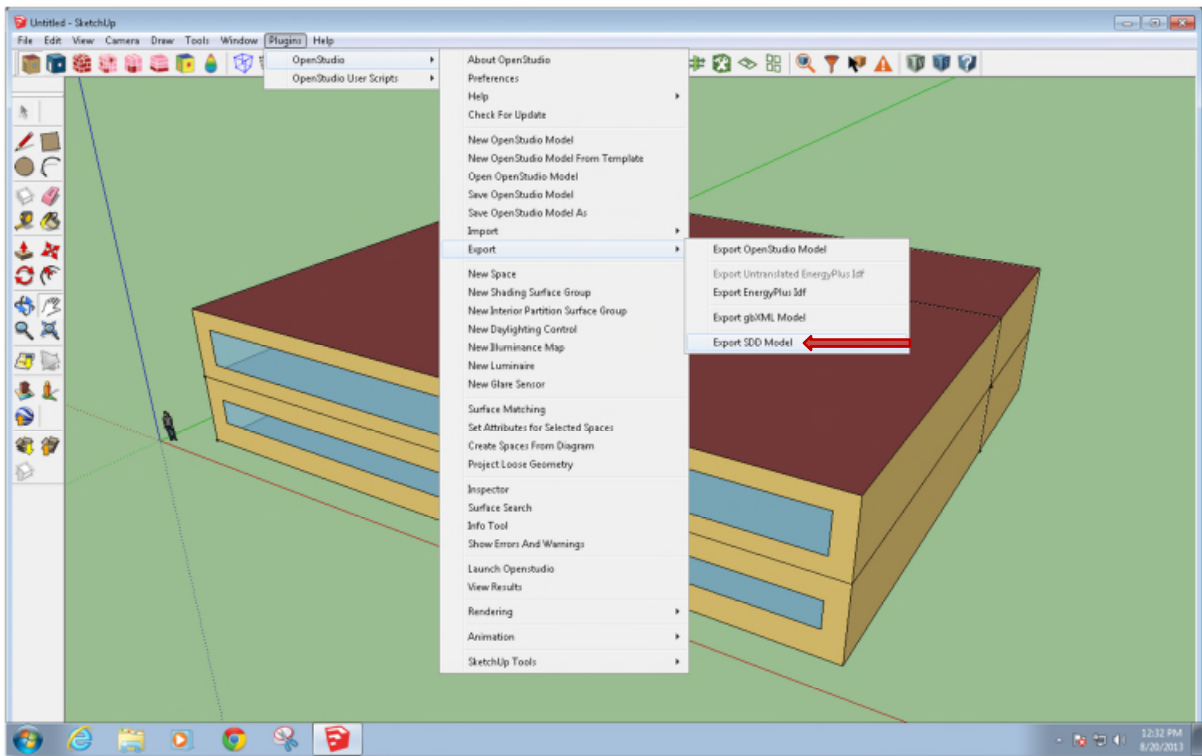 Untitled - SketchUp
File Edit View Camera Draw Tools Window Plugins Help
OpenStudio
OpenStudio User Scripts
About OpenStudio
Preferences
Help
Check For Update
New OpenStudio Model
New OpenStudio Model From Template
Open OpenStudio Model
Save OpenStudio Model
Save OpenStudio Model As
Import
Export
New Space
New Shading Surface Group
New Interior Partition Surface Group
New Daylighting Control
New Illuminance Map
New Luminaire
New Glare Sensor
Surface Matching
Set Attributes for Selected Spaces
Create Spaces From Diagram
Project Loose Geometry
Inspector
Surface Search
Info Tool
Show Errors And Warnings
Launch Openstudio
View Results
Rendering
Animation
SketchUp Tools
Export OpenStudio Model
Export Untranslated EnergyPlus Idf
Export EnergyPlus Idf
Export gbXML Model
Export SDD Model
12:32 PM
8/20/2013